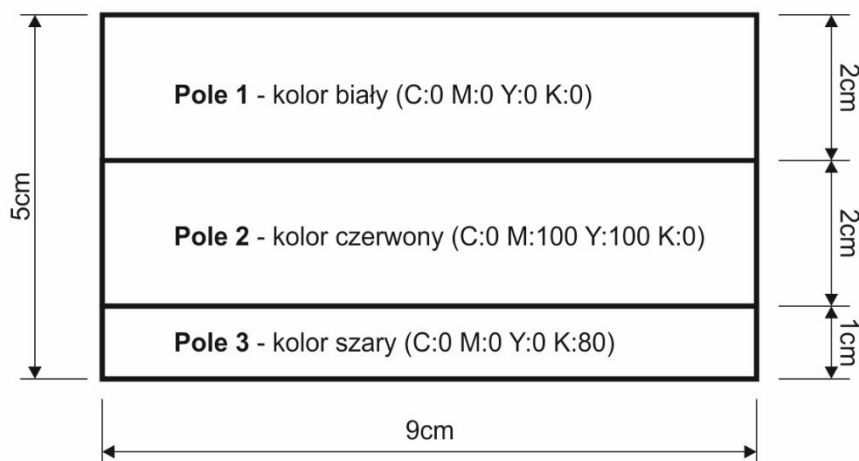 Pole 1 - kolor biały (C:0 M:0 Y:0 K:0)
2cm
5cm
Pole 2 - kolor czerwony (C:0 M:100 Y:100 K:0)
2cm
Pole 3 - kolor szary (C:0 M:0 Y:0 K:80)
1cm
9cm